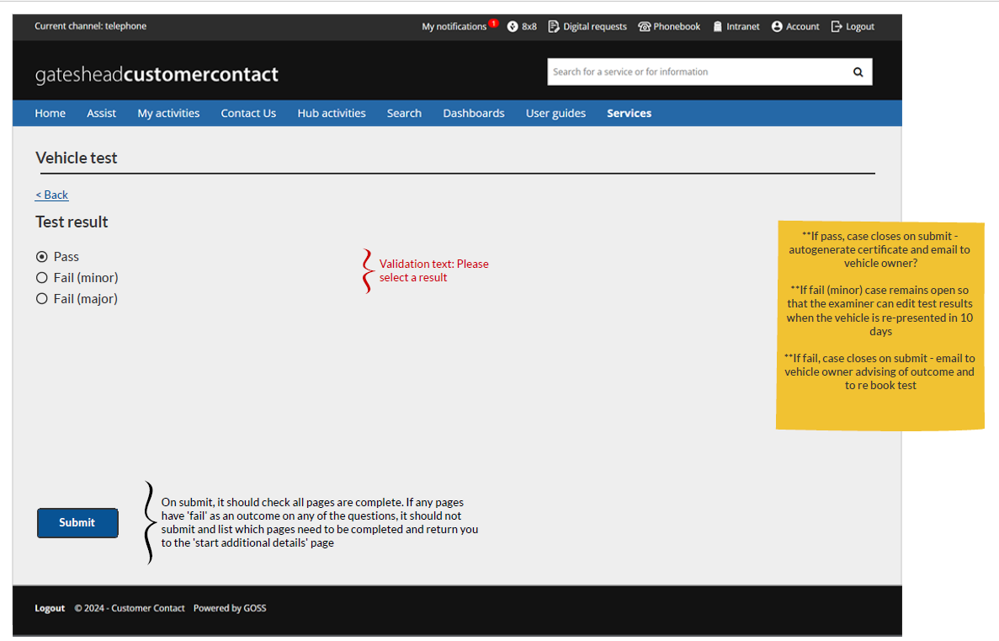 Current channel: telephone
My notifications 1 8x8 Digital requests Phonebook Intranet Account Logout
gatesheadcustomercontact
Search for a service or for information
Home Assist My activities Contact Us Hub activities Search Dashboards User guides Services
Vehicle test
< Back
Test result
Pass
Fail (minor)
Fail (major)
Validation text: Please
select a result
**If pass, case closes on submit -
autogenerate certificate and email to
vehicle owner?
**If fail (minor) case remains open so
that the examiner can edit test results
when the vehicle is re-presented in 10
days
**If fail, case closes on submit - email to
vehicle owner advising of outcome and
to re book test
Submit
On submit, it should check all pages are complete. If any pages
have 'fail' as an outcome on any of the questions, it should not
submit and list which pages need to be completed and return you
to the 'start additional details' page
Logout © 2024 - Customer Contact Powered by GOSS